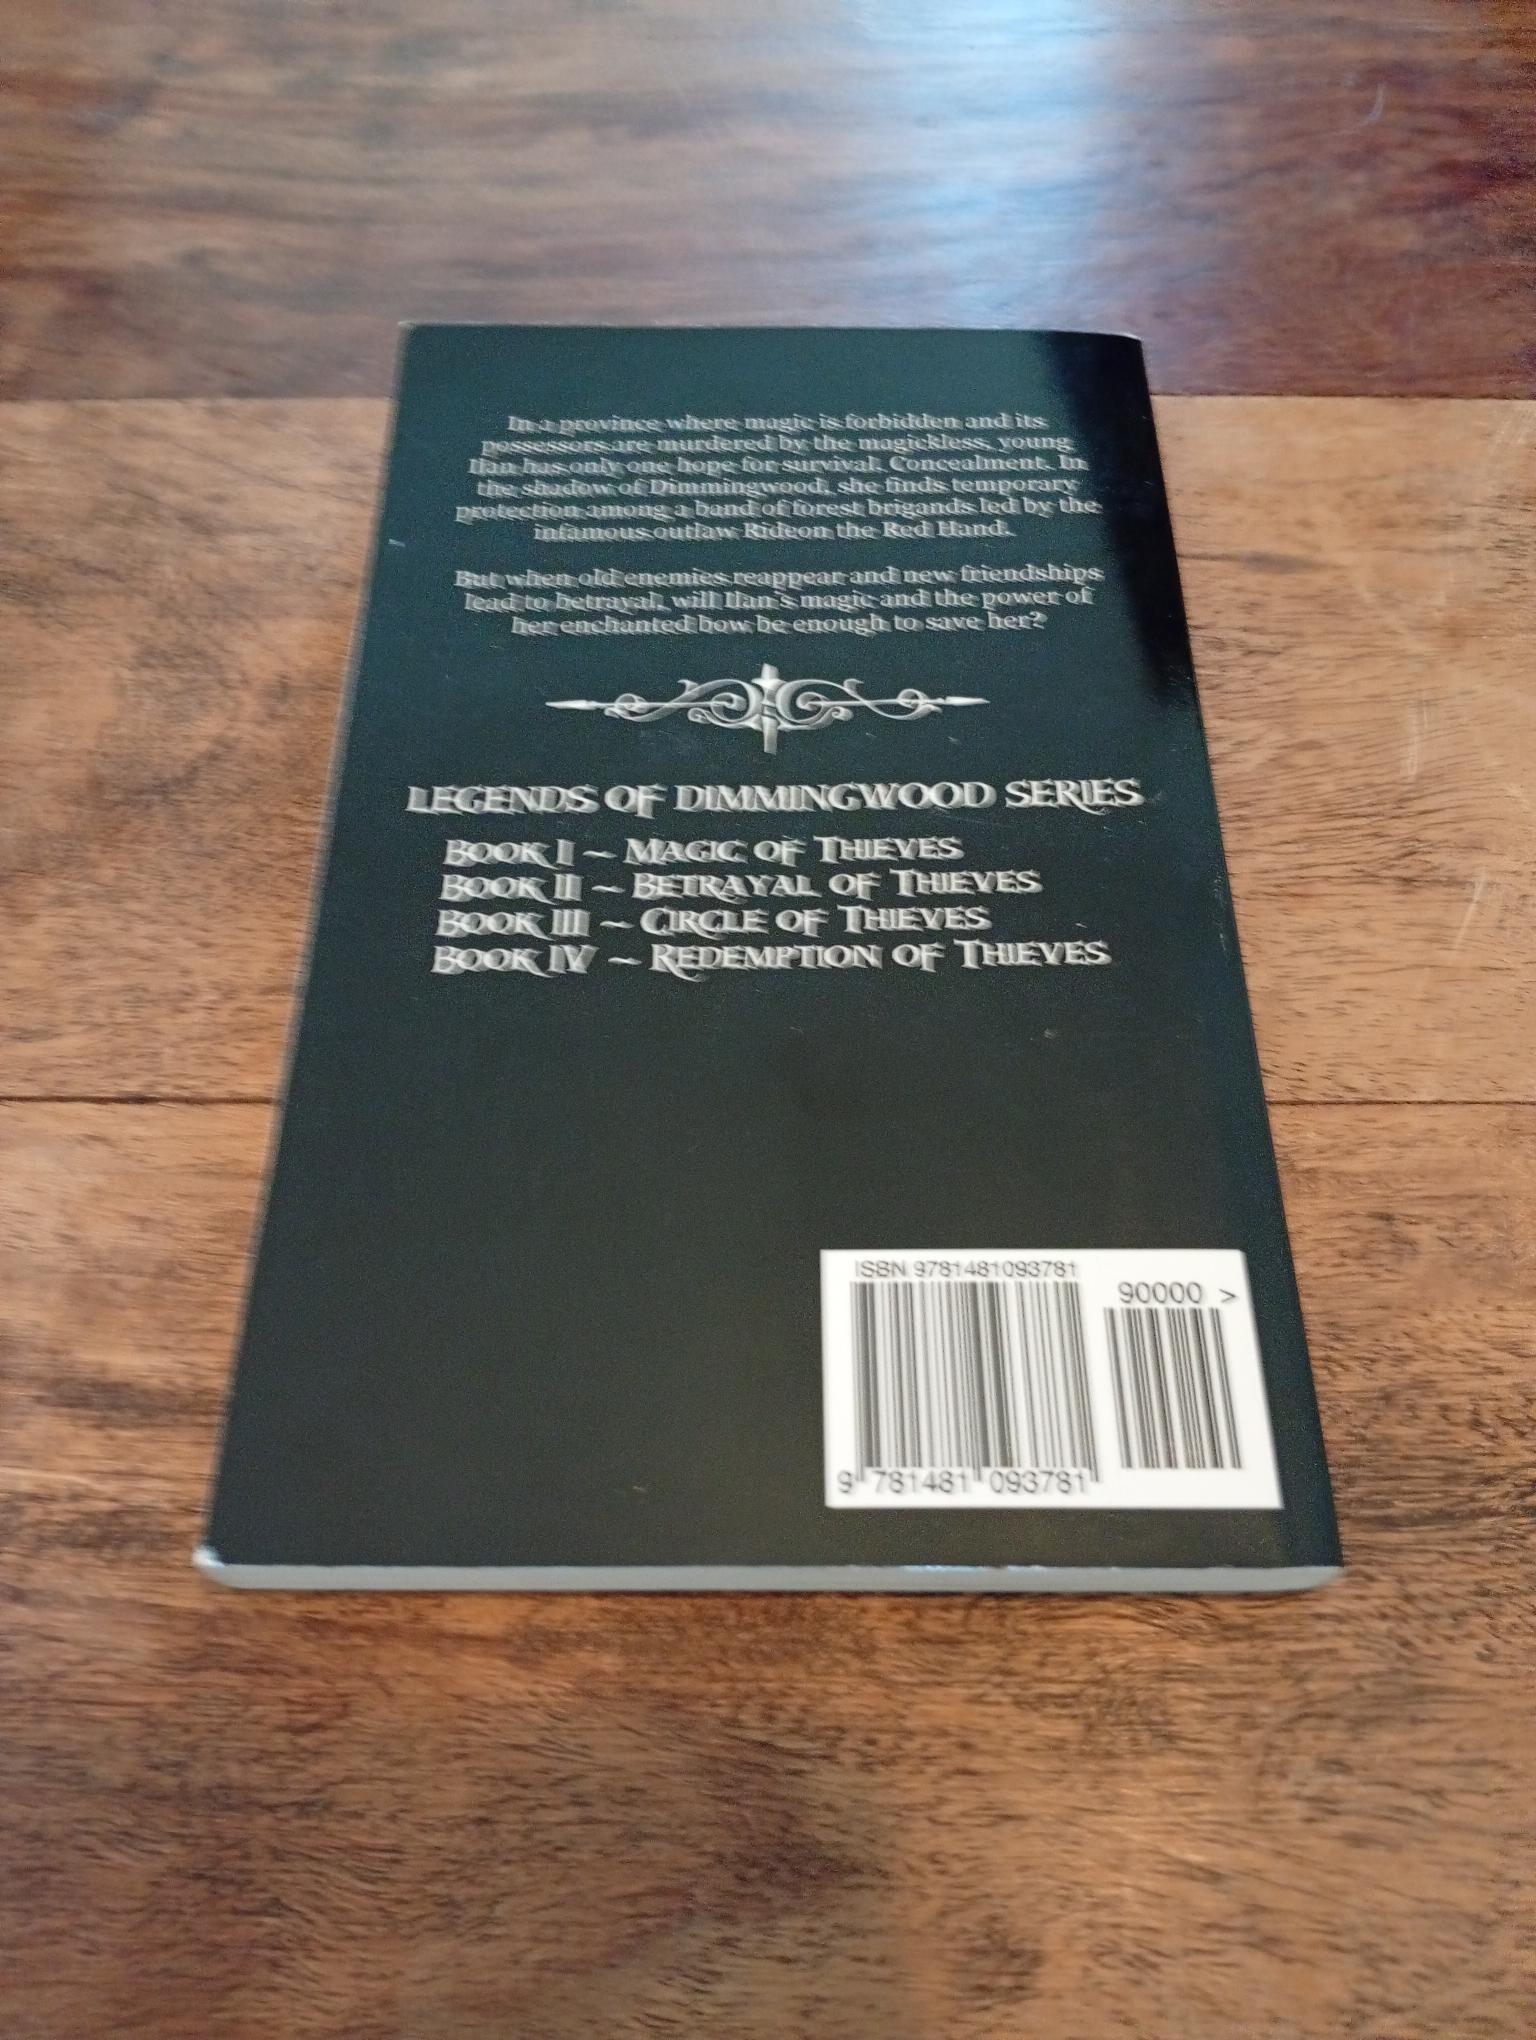 In a province where magic is forbidden and its
possessors are murdered by the magickless, young
Ilan has only one hope for survival. Concealment. In
the shadow of Dimmingwood, she finds temporary
protection among a band of forest brigands led by the
infamous outlaw Rideon the Red Hand.
But when old enemies reappear and new friendships
lead to betrayal, will Ilan's magic and the power of
her enchanted bow be enough to save her?
LEGENDS OF DIMMINGWOOD SERIES
BOOK I ~ MAGIC OF THIEVES
BOOK II ~ BETRAYAL OF THIEVES
BOOK III ~ CIRCLE OF THIEVES
BOOK IV ~ REDEMPTION OF THIEVES
ISBN 9781481093781
90000 >
9 781481 093781